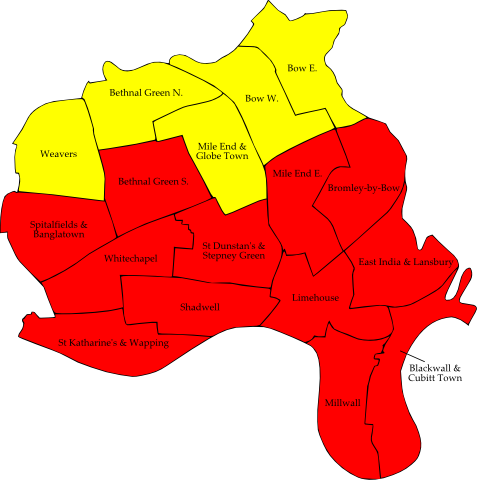 Bow E.
Bethnal Green N.
Bow W.
Weavers
Mile End &
Globe Town
Bethnal Green S.
Mile End E.
Bromley-by-Bow
Spitalfields &
Banglatown
St Dunstan's &
Stepney Green
Whitechapel
East India & Lansbury
Shadwell
Limehouse
St Katharine's & Wapping
Blackwall &
Cubitt Town
Millwall